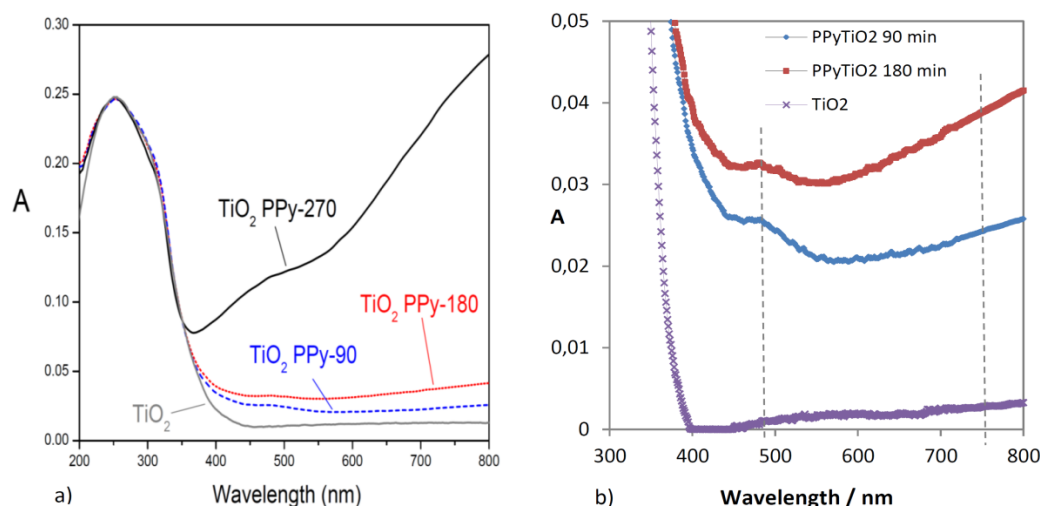 0.30
0.25
0.20
0.15
0.10
0.05
0.00
A
TiO₂ PPy-270
TiO₂ PPy-180
TiO₂ PPy-90
TiO₂
200 300 400 500 600 700 800
a) Wavelength (nm)
0,05
0,04
0,03
0,02
0,01
0
A
PPyTiO2 90 min
PPyTiO2 180 min
TiO2
300 400 500 600 700 800
b) Wavelength / nm